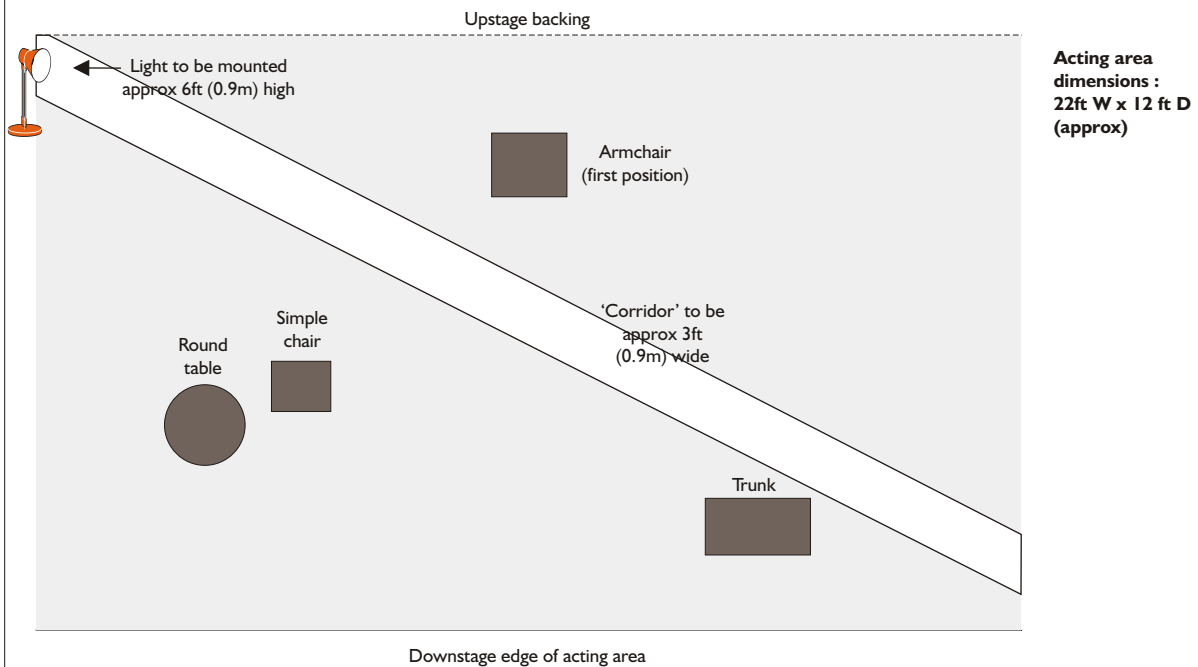 Upstage backing
Light to be mounted
approx 6ft (0.9m) high
Acting area
dimensions :
22ft W x 12 ft D
(approx)
Armchair
(first position)
‘Corridor’ to be
approx 3ft
(0.9m) wide
Simple
chair
Round
table
Trunk
Downstage edge of acting area